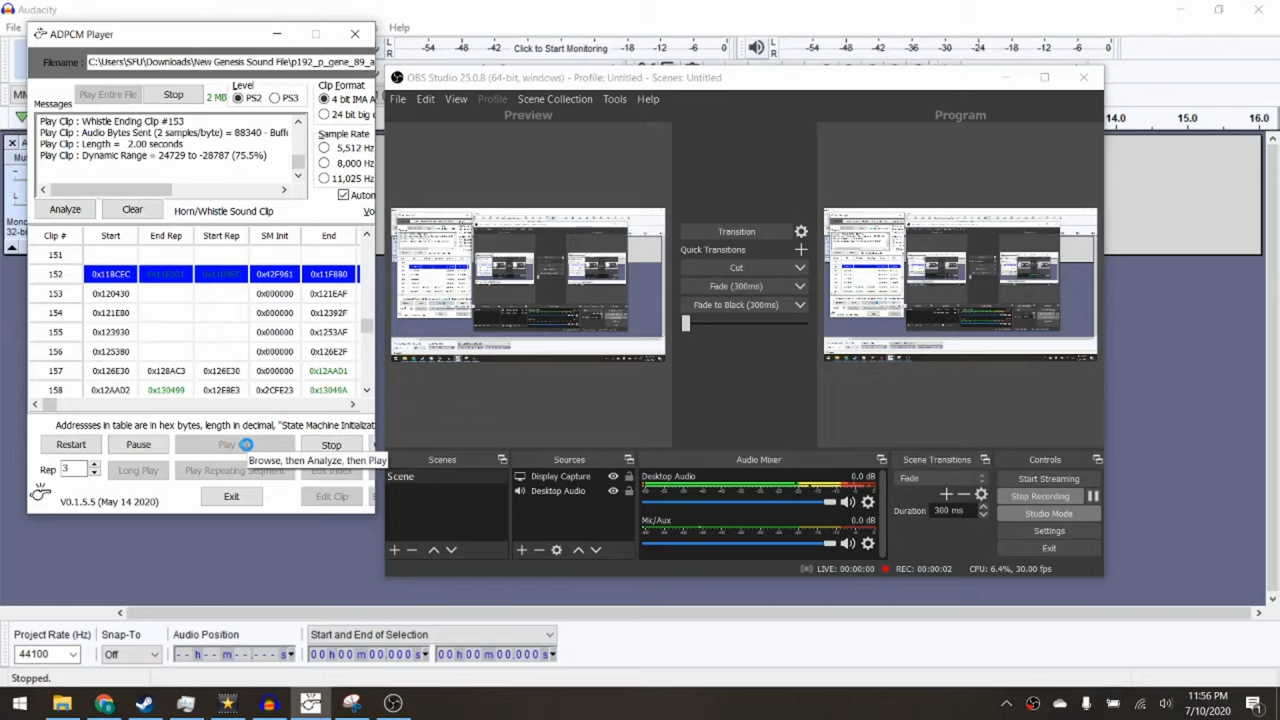 Audacity
File
Help
-54 -48 -42 Click to Start Monitoring -18 -12 -6 0
-54 -48 -42 -36 -30 -24 -18 -12 -6 0
14.0 15.0 16.0
ADPCM Player
Filename : C:\Users\SFU\Downloads\New Genesis Sound File\p192_p_gene_89_a
Play Entire File Stop 2 MB Level
PS2 PS3
Clip Format
4 bit IMA A
24 bit big
Sample Rate
5,512 Hz
8,000 Hz
11,025 Hz
Messages
Play Clip : Whistle Ending Clip #153
Play Clip : Audio Bytes Sent (2 samples/byte) = 88340 - Buff
Play Clip : Length = 2.00 seconds
Play Clip : Dynamic Range = 24729 to -28787 (75.5%)
Analyze Clear Horn/Whistle Sound Clip
Clip # Start End Rep SM Init End
151
152 0x118CEC 0x42F961 0x11F880
153 0x120430 0x000000 0x121EAF
154 0x121EB0 0x000000 0x12392F
155 0x123930 0x000000 0x1253AF
156 0x1253B0 0x000000 0x126E2F
157 0x126E30 0x128AC3 0x126E30 0x000000 0x12AAD1
158 0x12AAD2 0x130499 0x12EBE3 0x2CFE23 0x13049A
Addressses in table are in hex bytes, length in decimal, "State Machine Initializat
Restart Pause Play Stop
Browse, then Analyze, then Play
Rep 3 Long Play Play Repeating Segment Edit Index
V0.1.5.5 (May 14 2020) Exit Edit Clip
OBS Studio 25.0.8 (64-bit, windows) - Profile: Untitled - Scenes: Untitled
File Edit View Profile Scene Collection Tools Help
Preview
Program
Transition
Quick Transitions
Cut
Fade (300ms)
Fade to Black (300ms)
Scenes
Scene
Sources
Display Capture
Desktop Audio
Audio Mixer
Desktop Audio 0.0 dB
Mic/Aux 0.0 dB
Scene Transitions
Fade
Duration 300 ms
Controls
Start Streaming
Stop Recording
Studio Mode
Settings
Exit
LIVE: 00:00:00 REC: 00:00:02 CPU: 6.4%, 30.00 fps
Project Rate (Hz) Snap-To Audio Position Start and End of Selection
44100 Off -- h -- m --.--- s 00 h 00 m 00.000 s 00 h 00 m 00.000 s
Stopped.
11:56 PM
7/10/2020
1